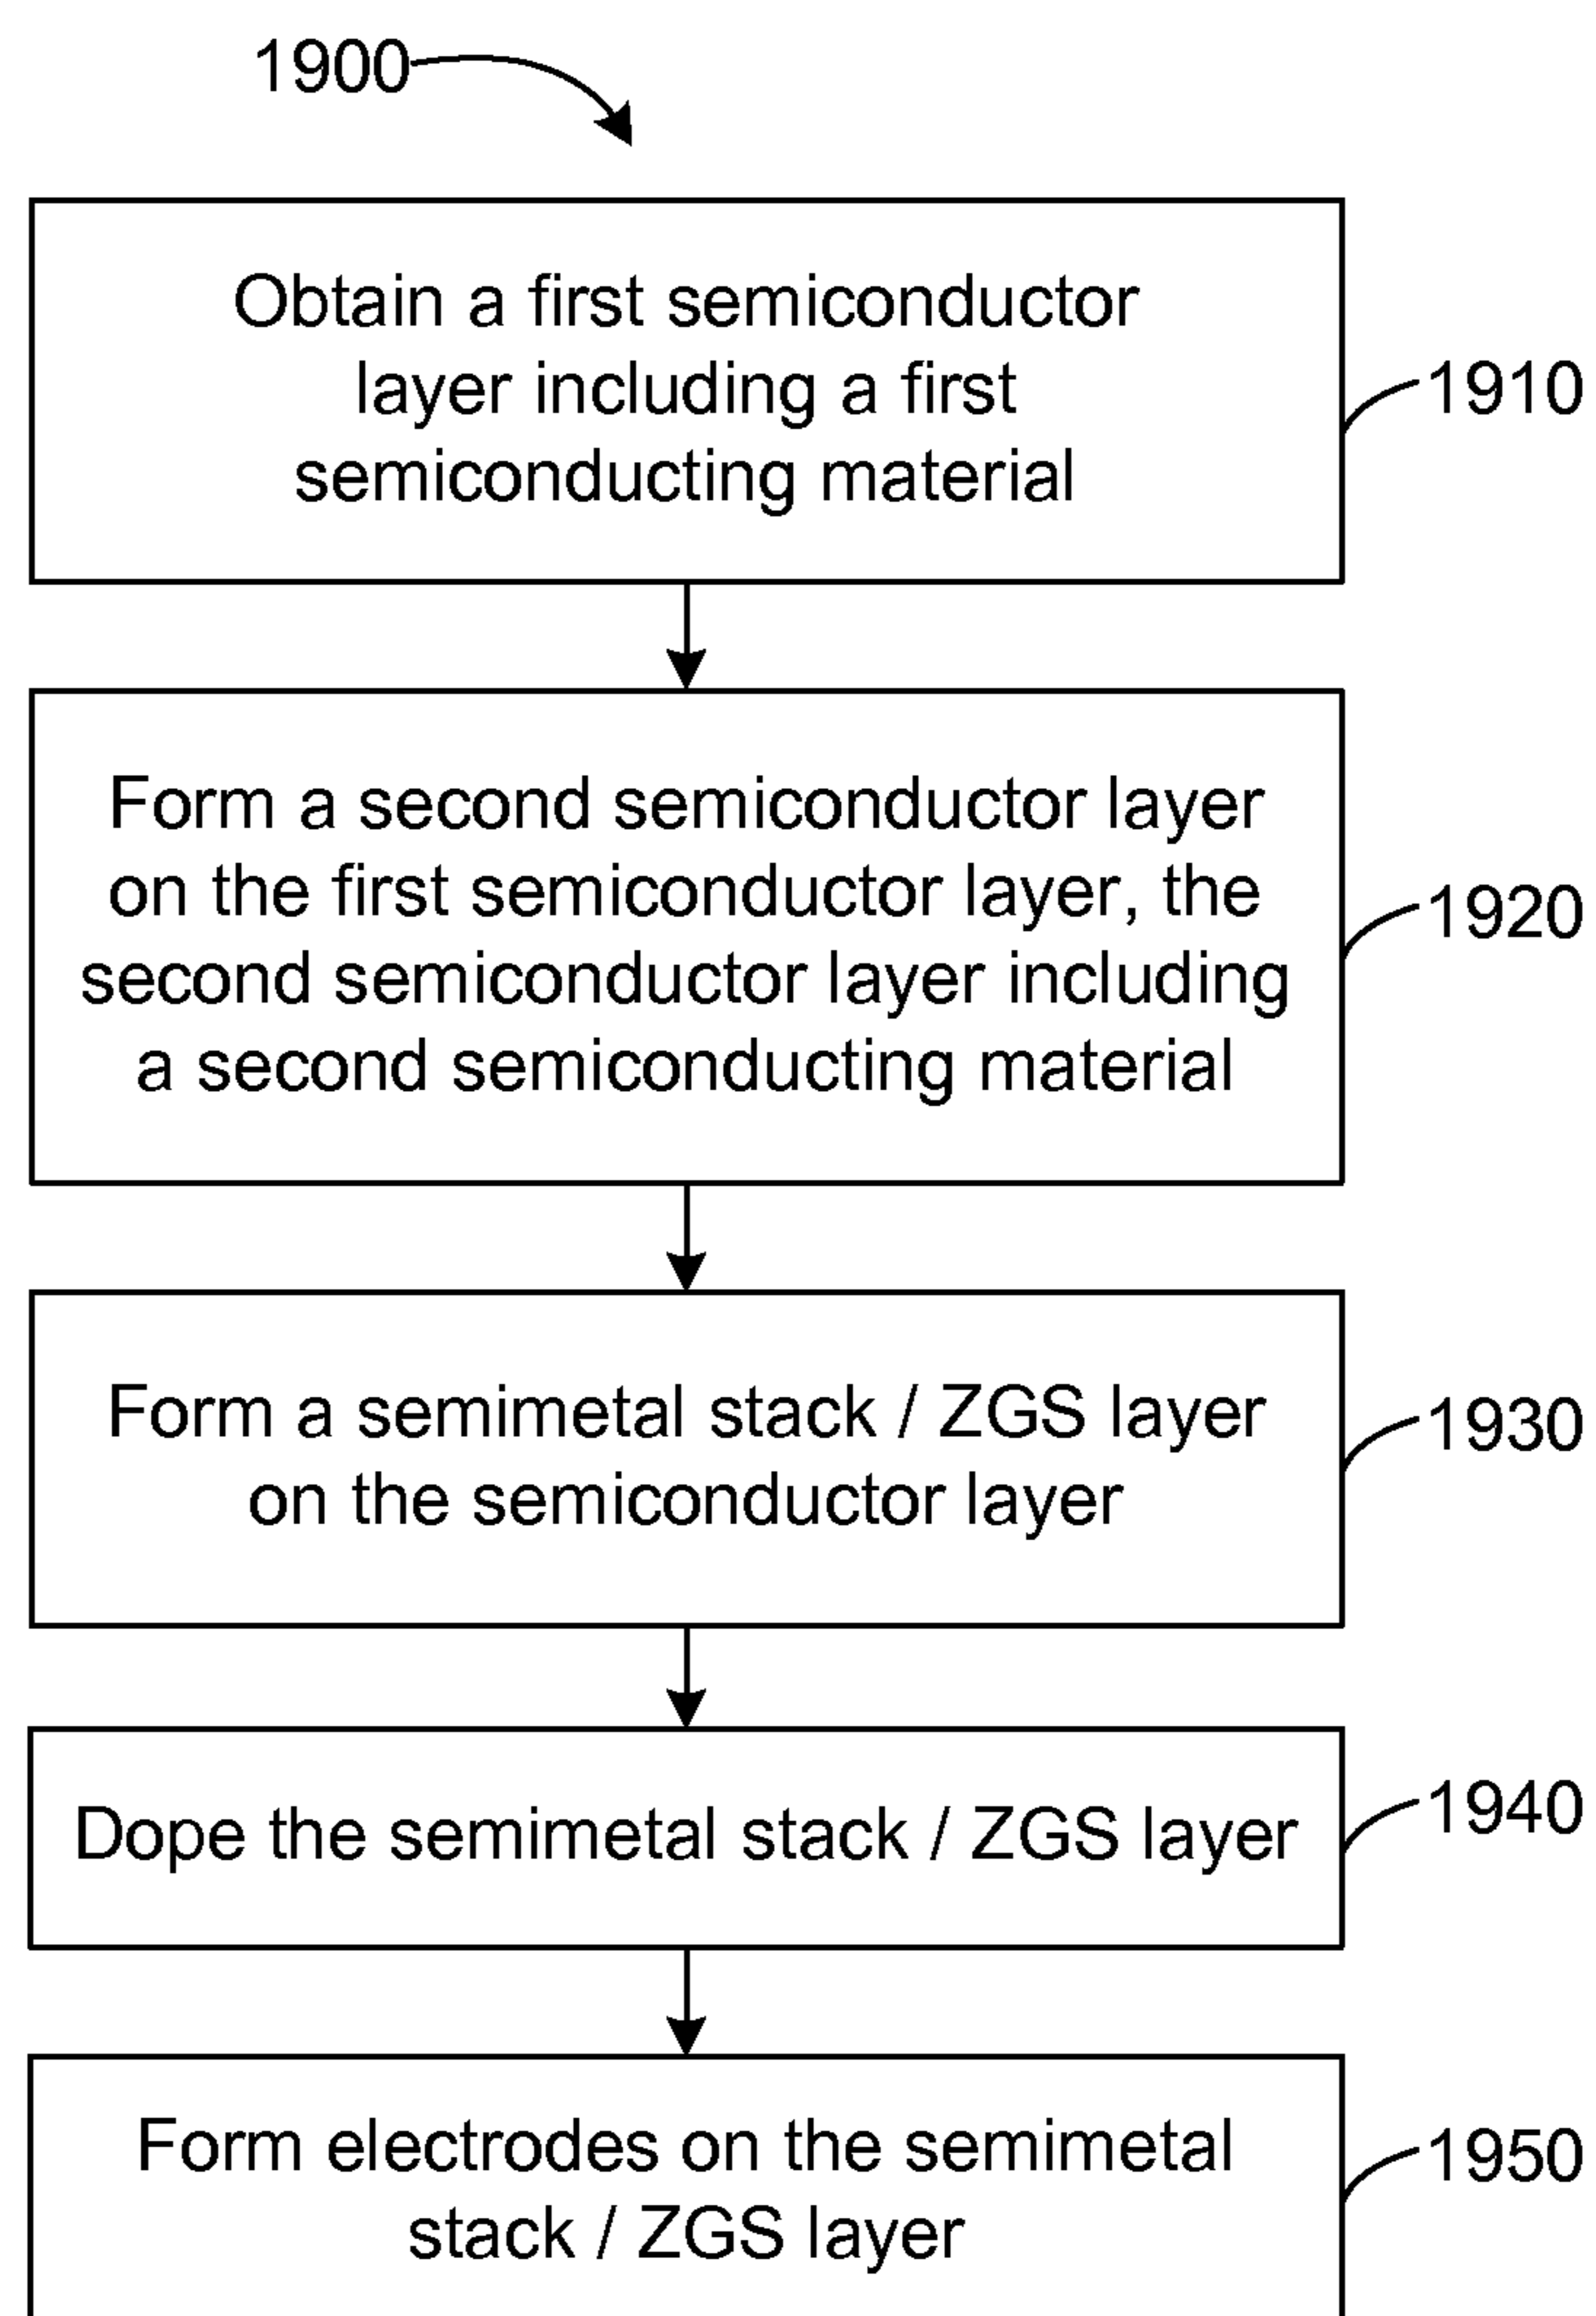 1900
Obtain a first semiconductor
layer including a first
semiconducting material
1910
Form a second semiconductor layer
on the first semiconductor layer, the
second semiconductor layer including
a second semiconducting material
1920
Form a semimetal stack / ZGS layer
on the semiconductor layer
1930
Dope the semimetal stack / ZGS layer
1940
Form electrodes on the semimetal
stack / ZGS layer
1950